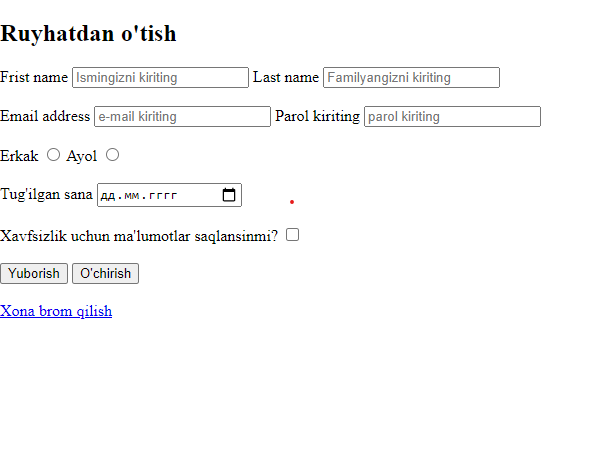 Ruyhatdan o'tish
Frist name Ismingizni kiriting Last name Familyangizni kiriting
Email address e-mail kiriting Parol kiriting parol kiriting
Erkak Ayol
Tug'ilgan sana дд.мм.гггг
Xavfsizlik uchun ma'lumotlar saqlansinmi?
Yuborish O'chirish
Xona brom qilish